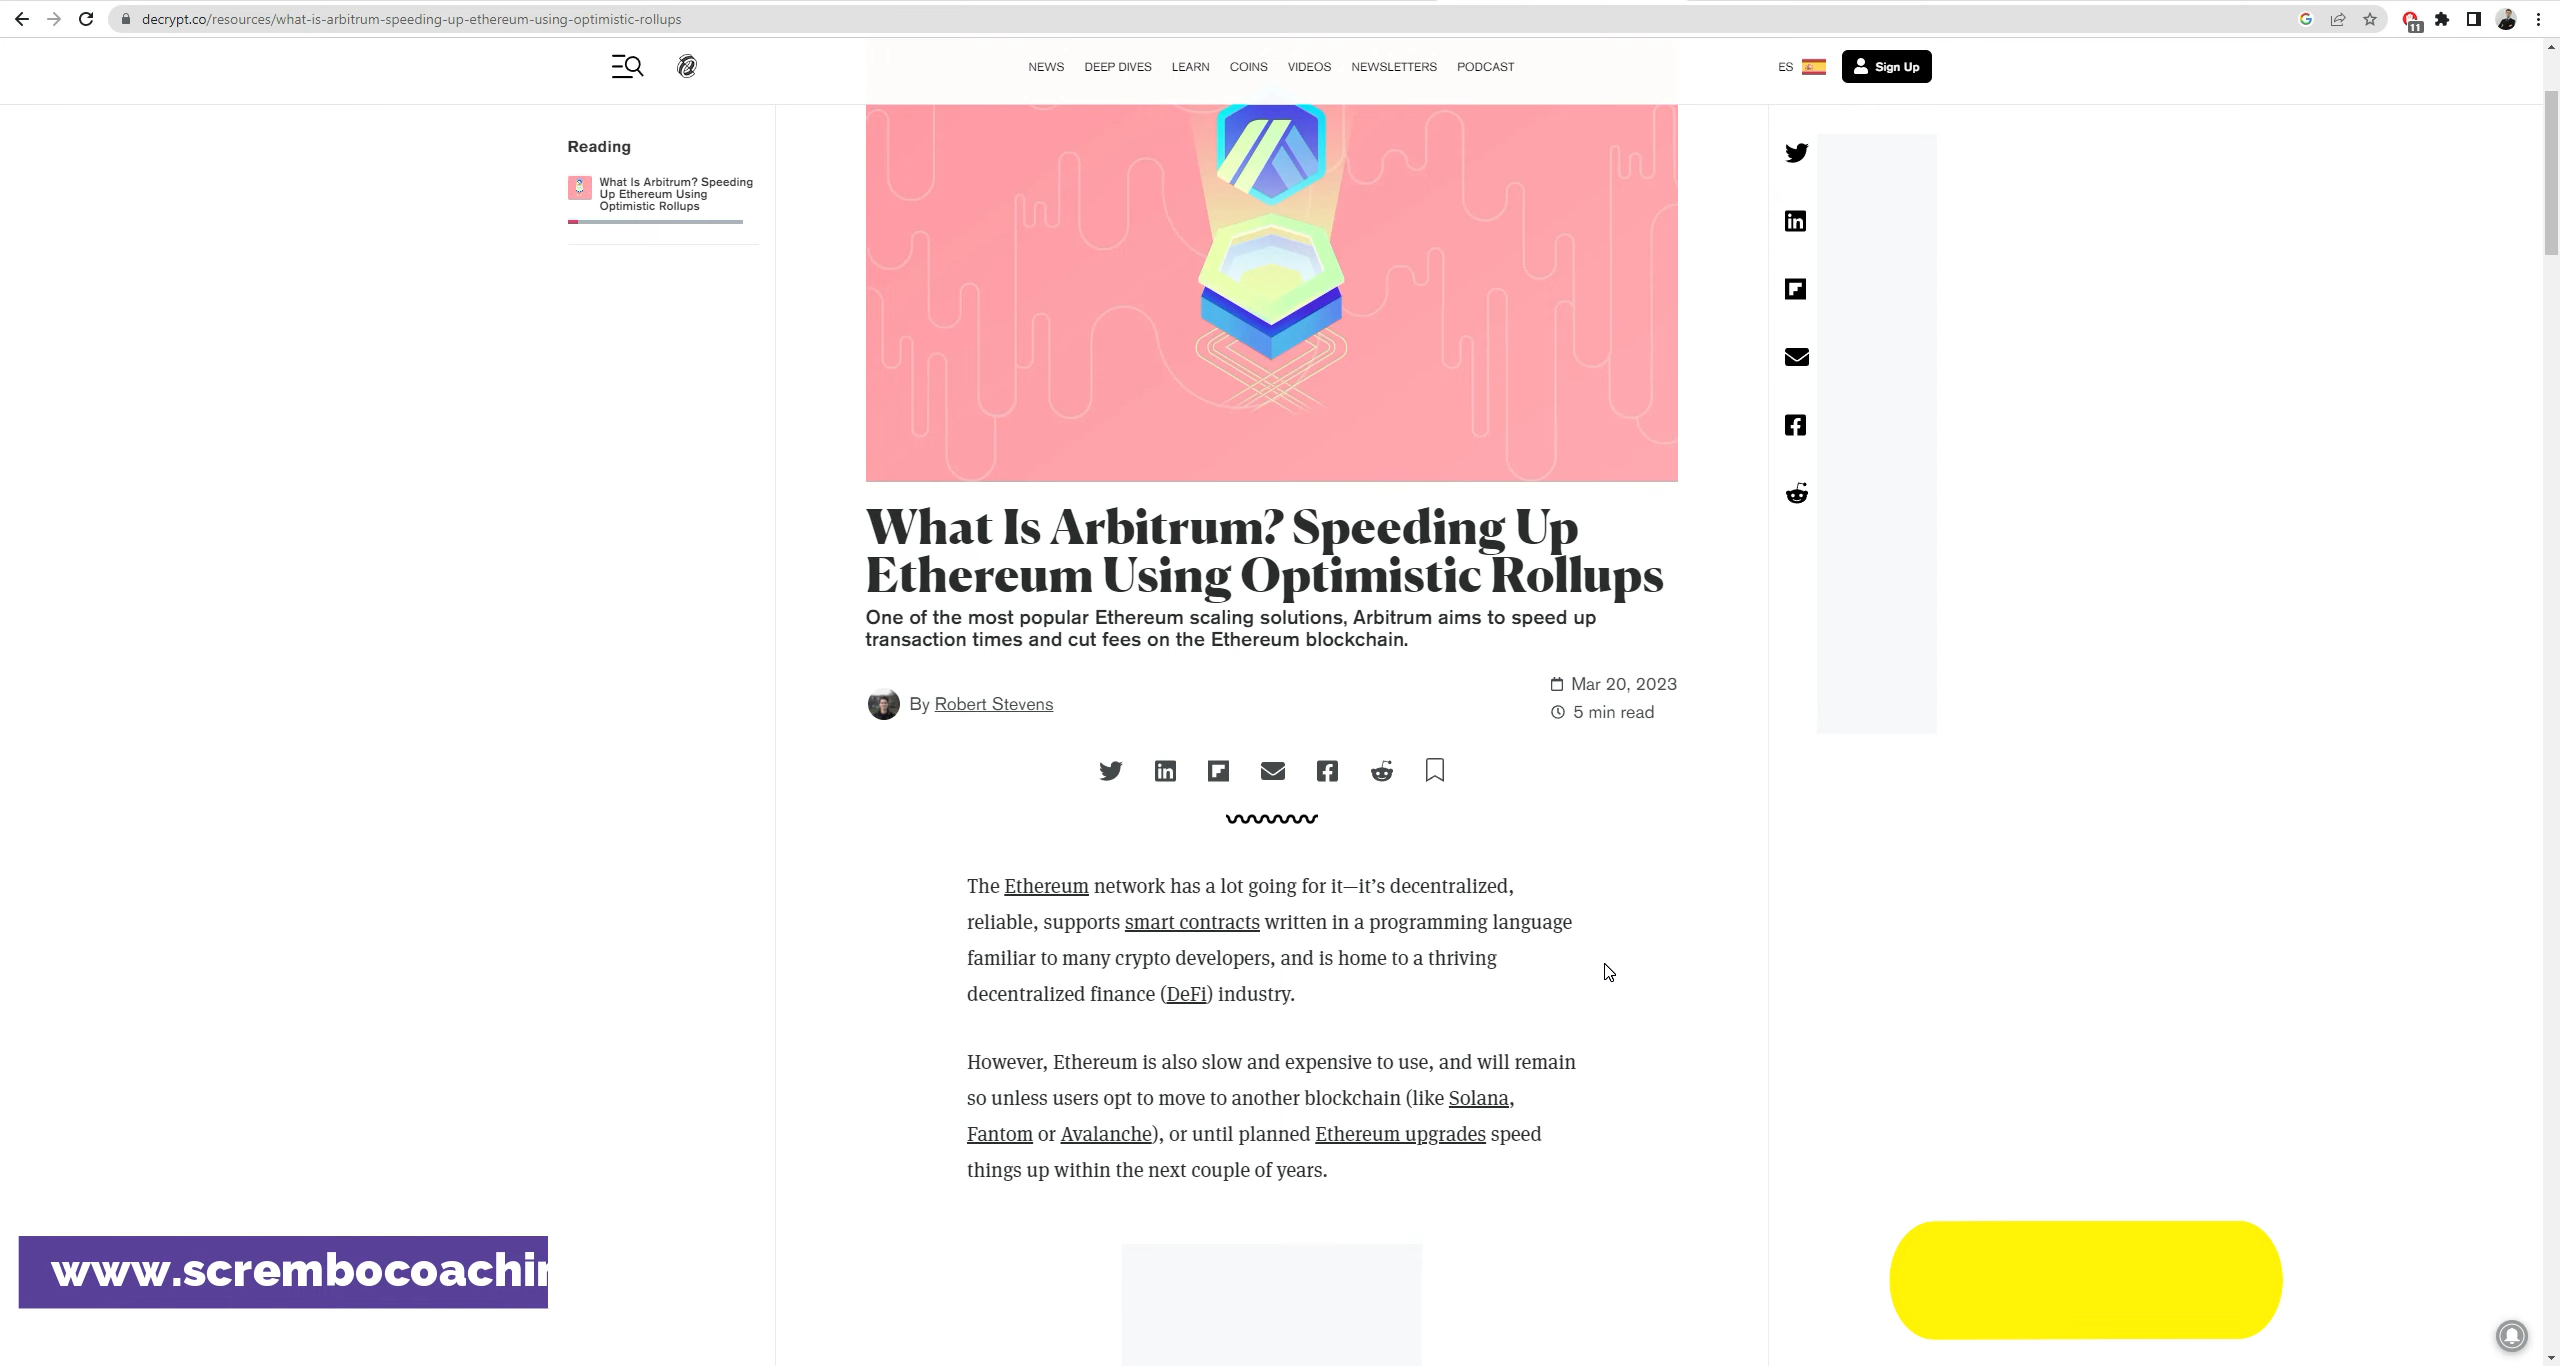 decrypt.co/resources/what-is-arbitrum-speeding-up-ethereum-using-optimistic-rollups
11
NEWS DEEP DIVES LEARN COINS VIDEOS NEWSLETTERS PODCAST
ES
Sign Up
Reading
What Is Arbitrum? Speeding
Up Ethereum Using
Optimistic Rollups
What Is Arbitrum? Speeding Up
Ethereum Using Optimistic Rollups
One of the most popular Ethereum scaling solutions, Arbitrum aims to speed up
transaction times and cut fees on the Ethereum blockchain.
By Robert Stevens
Mar 20, 2023
5 min read
The Ethereum network has a lot going for it—it’s decentralized,
reliable, supports smart contracts written in a programming language
familiar to many crypto developers, and is home to a thriving
decentralized finance (DeFi) industry.
However, Ethereum is also slow and expensive to use, and will remain
so unless users opt to move to another blockchain (like Solana,
Fantom or Avalanche), or until planned Ethereum upgrades speed
things up within the next couple of years.
www.scrembocoachin